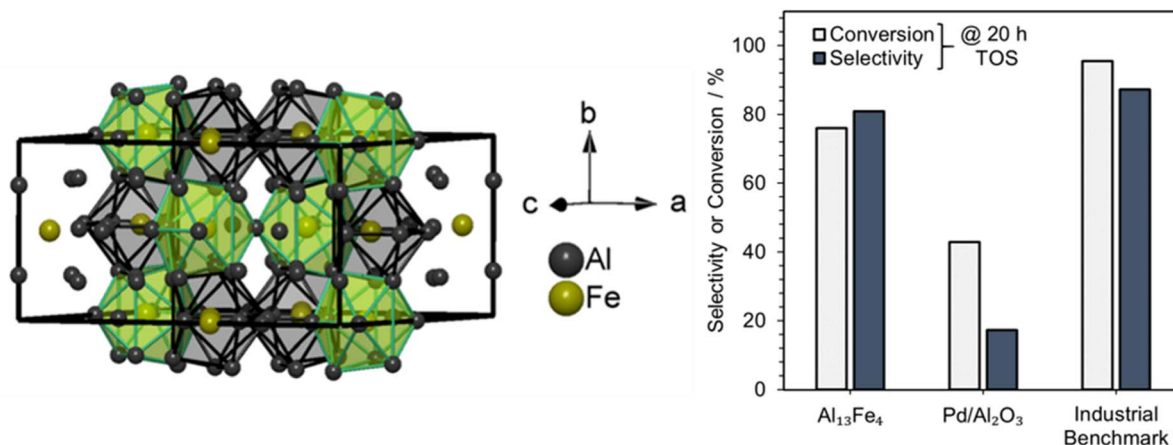 b
c
a
Al
Fe
Selectivity or Conversion / %
100
80
60
40
20
0
Conversion
Selectivity
@ 20 h
TOS
Al₁₃Fe₄
Pd/Al₂O₃
Industrial
Benchmark